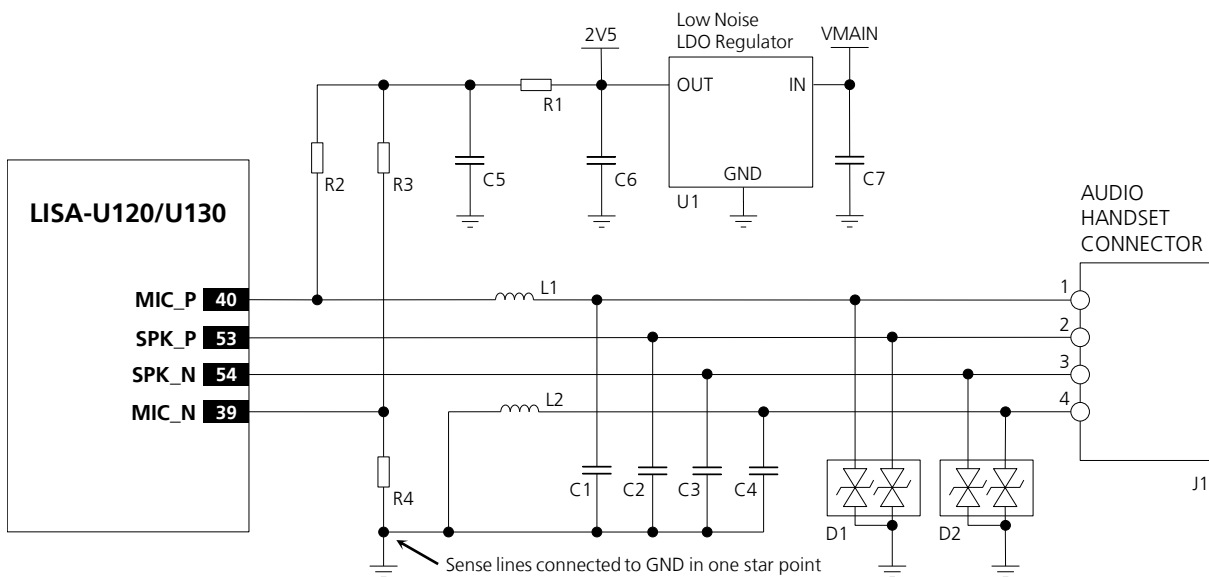 Low Noise
LDO Regulator
2V5
VMAIN
OUT
IN
GND
U1
R1
R2
R3
C5
C6
C7
LISA-U120/U130
AUDIO
HANDSET
CONNECTOR
MIC_P 40
L1
1
SPK_P 53
2
SPK_N 54
3
MIC_N 39
L2
4
R4
C1
C2
C3
C4
D1
D2
J1
Sense lines connected to GND in one star point